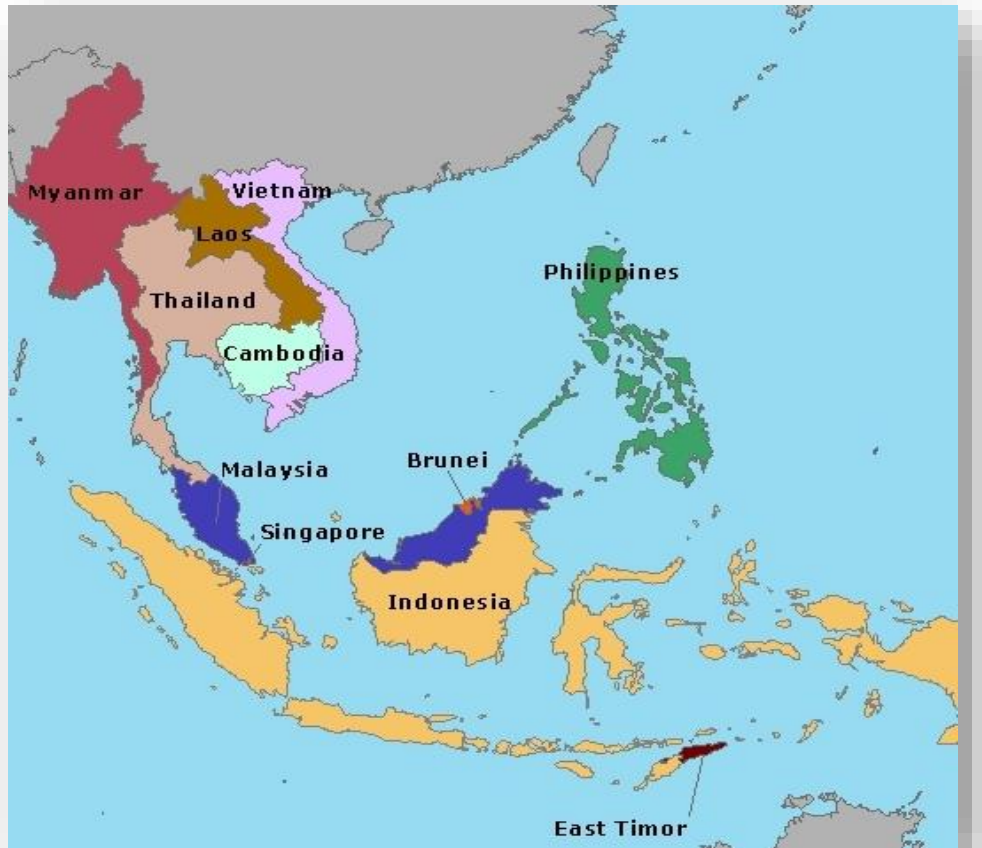 Myanmar
Vietnam
Laos
Thailand
Philippines
Cambodia
Brunei
Malaysia
Singapore
Indonesia
East Timor